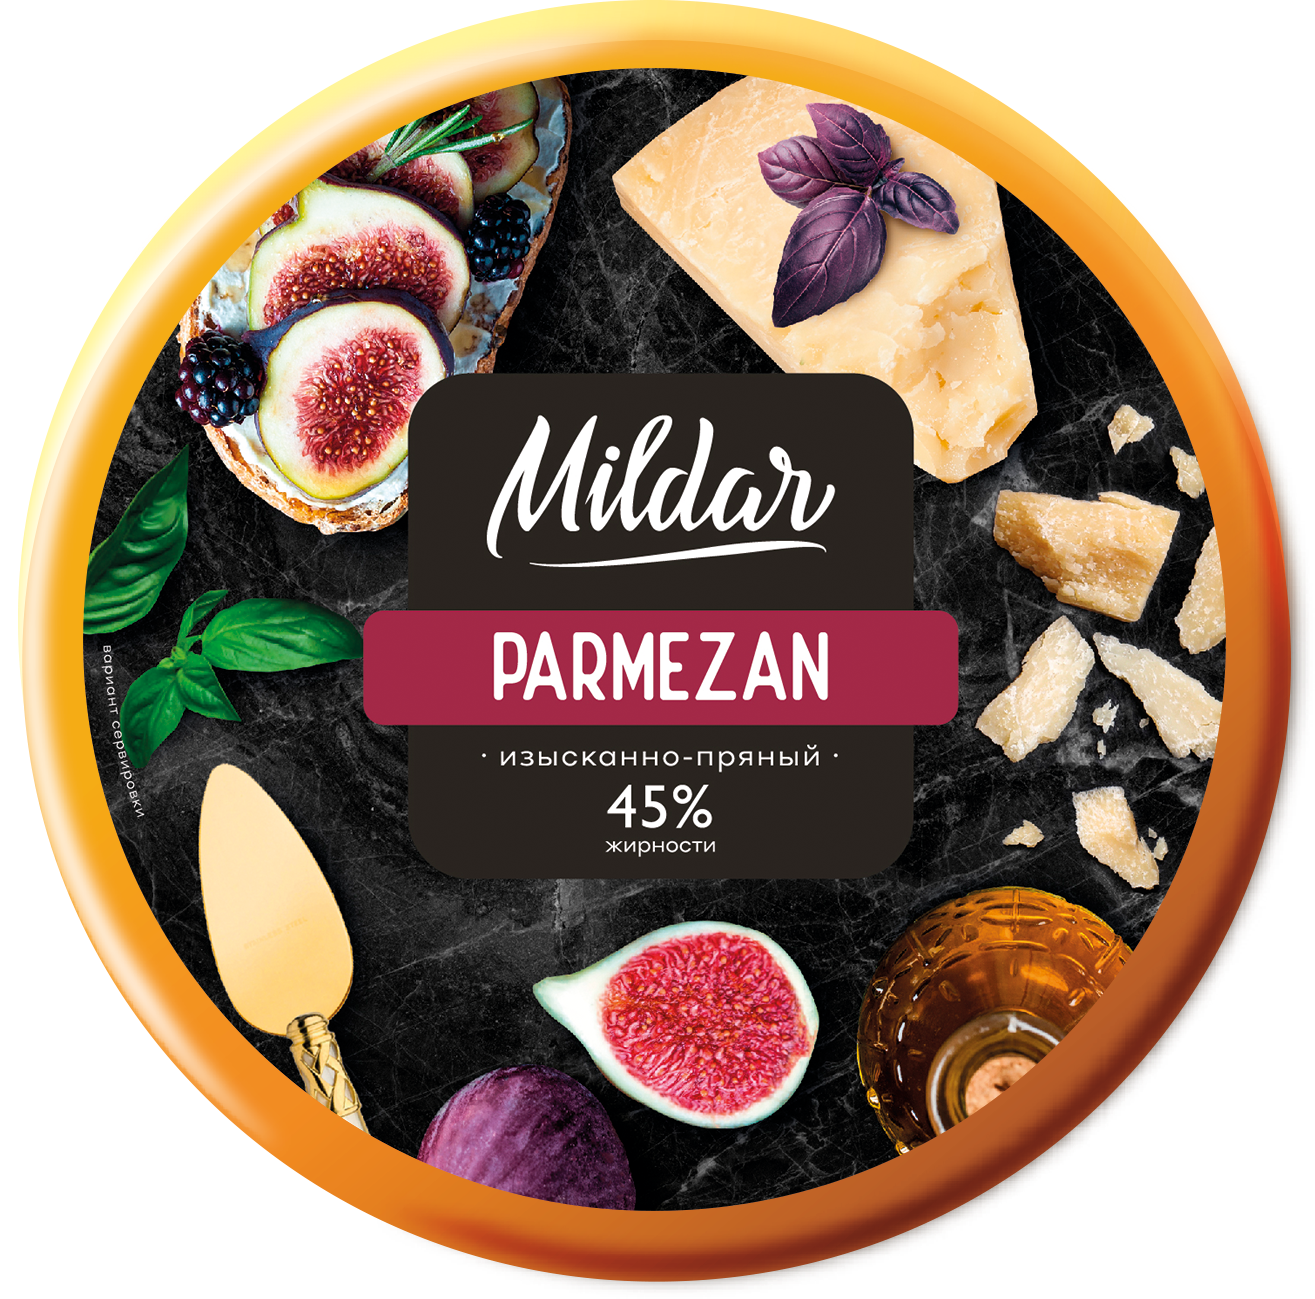 Mildar
PARMEZAN
· изысканно-пряный ·
45%
жирности
вариант сервировки